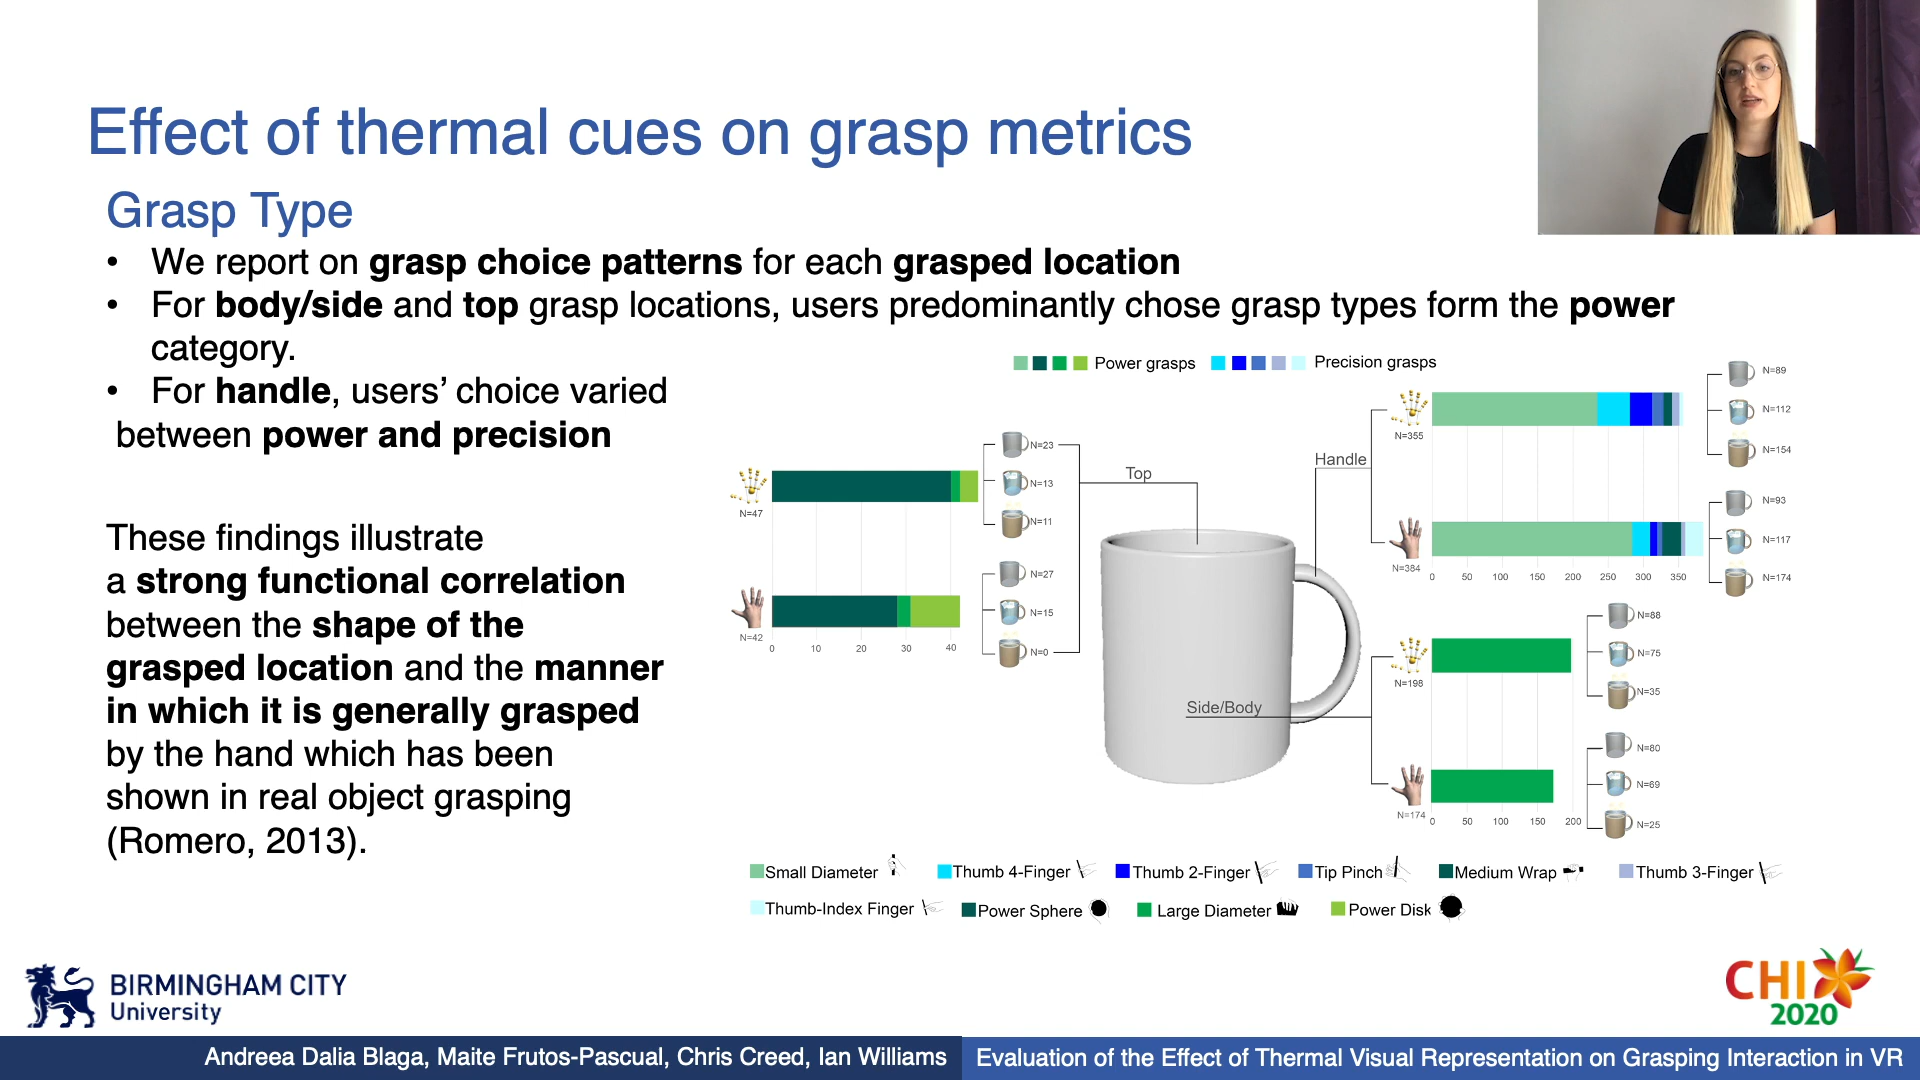 Effect of thermal cues on grasp metrics
Grasp Type
• We report on grasp choice patterns for each grasped location
• For body/side and top grasp locations, users predominantly chose grasp types form the power
category.
• For handle, users’ choice varied
between power and precision
These findings illustrate
a strong functional correlation
between the shape of the
grasped location and the manner
in which it is generally grasped
by the hand which has been
shown in real object grasping
(Romero, 2013).
Power grasps
Precision grasps
Top
N=47
N=23
N=13
N=11
N=42
0 10 20 30 40
N=27
N=15
N=0
Handle
N=355
N=89
N=112
N=154
N=384
0 50 100 150 200 250 300 350
N=93
N=117
N=174
Side/Body
N=198
N=88
N=75
N=35
N=174
0 50 100 150 200
N=80
N=69
N=25
Small Diameter Thumb 4-Finger Thumb 2-Finger Tip Pinch Medium Wrap Thumb 3-Finger
Thumb-Index Finger Power Sphere Large Diameter Power Disk
BIRMINGHAM CITY
University
CHI
2020
Andreea Dalia Blaga, Maite Frutos-Pascual, Chris Creed, Ian Williams
Evaluation of the Effect of Thermal Visual Representation on Grasping Interaction in VR